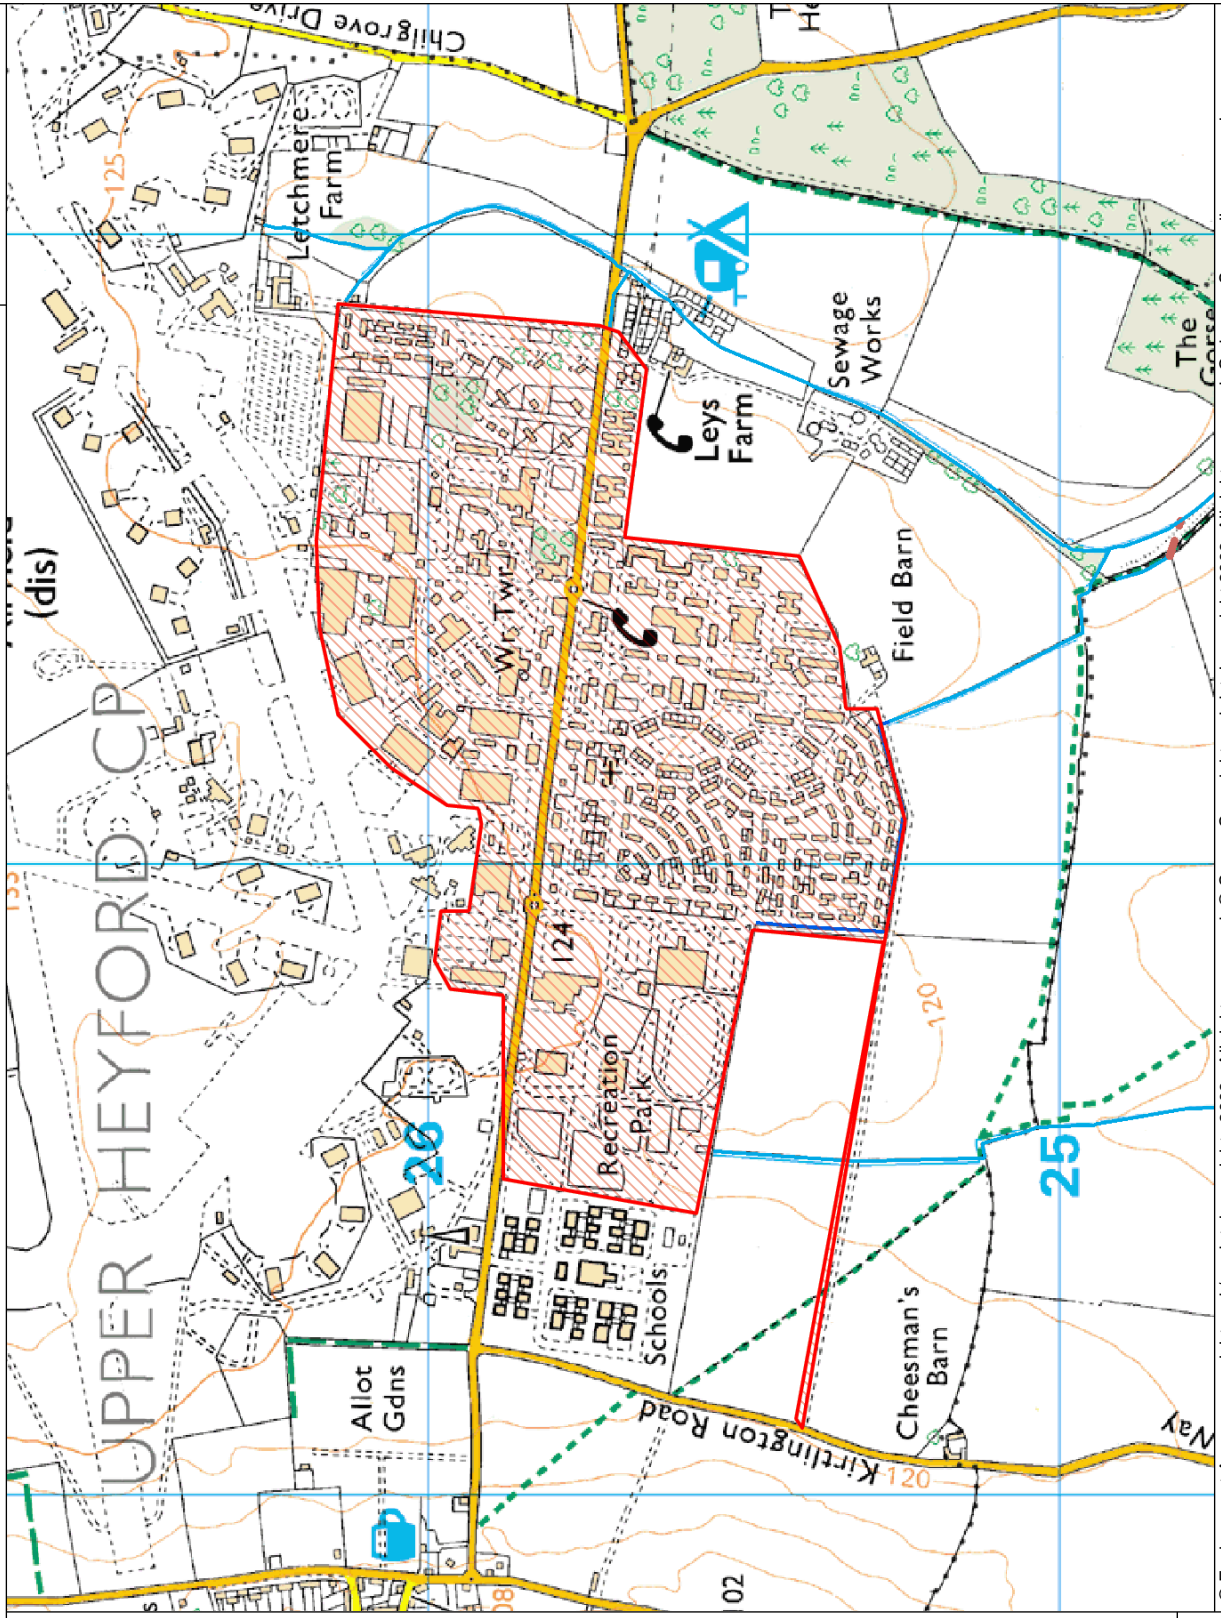 Chilgrove Drive
Letchmere
Farm
125
(dis)
UPPER HEYFORD CP
Wr Twr
Leys
Farm
Sewage
Works
The
Field Barn
124
Recreation
Park
26
25
120
Schools
Allot
Gdns
Kirtlington Road
120
Cheesman's
Barn
102